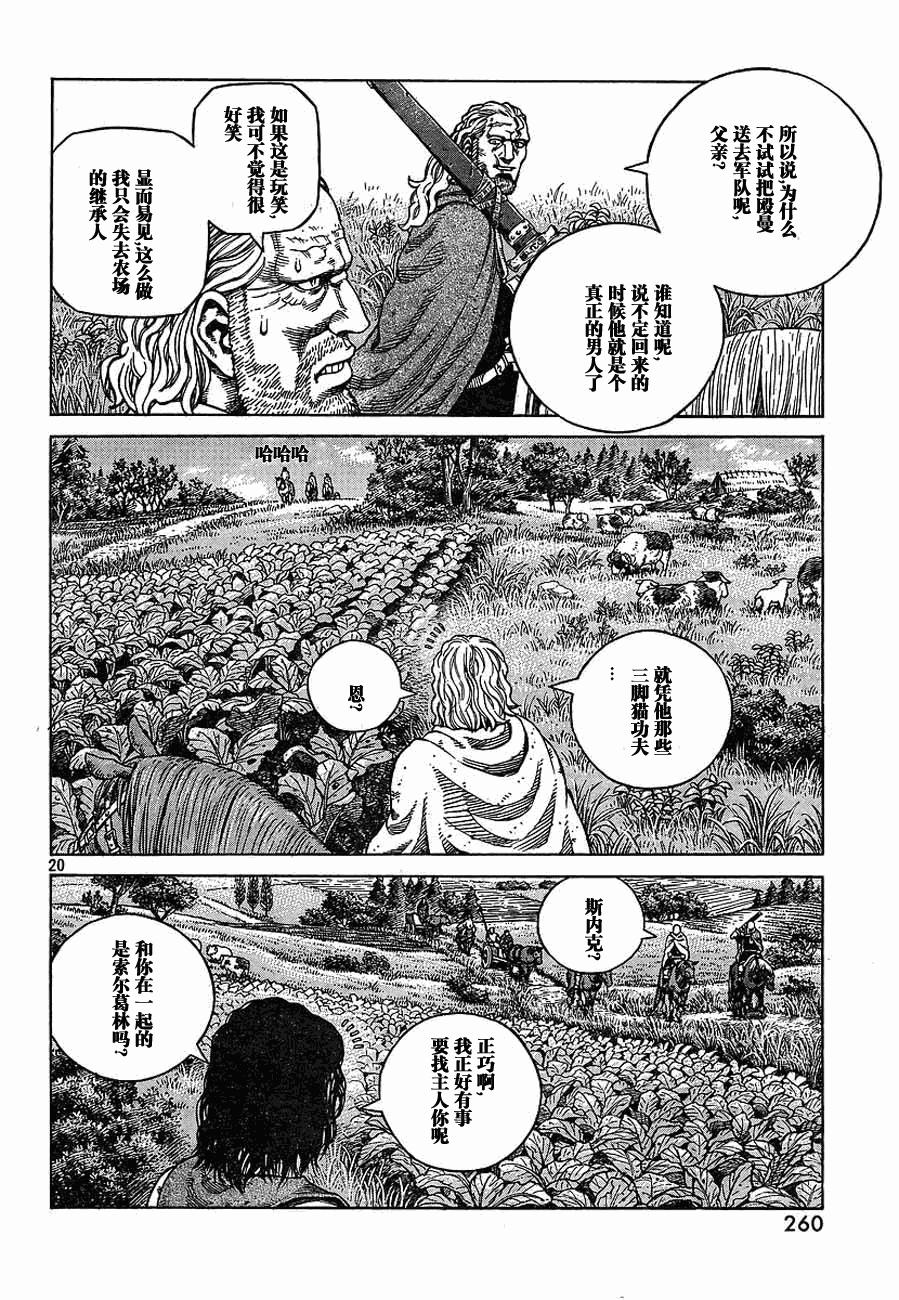 所以说,为什么
不试试把殴曼
送去军队呢,
父亲?
谁知道呢,
说不定回来的
时候他就是个
真正的男人了
如果这是玩笑,
我可不觉得很
好笑
显而易见,这么做
我只会失去农场
的继承人
哈哈哈
就凭他那些
三脚猫功夫
…
恩?
20
斯内克?
正巧啊,
我正好有事
要找主人你呢
和你在一起的
是索尔葛林吗?
260